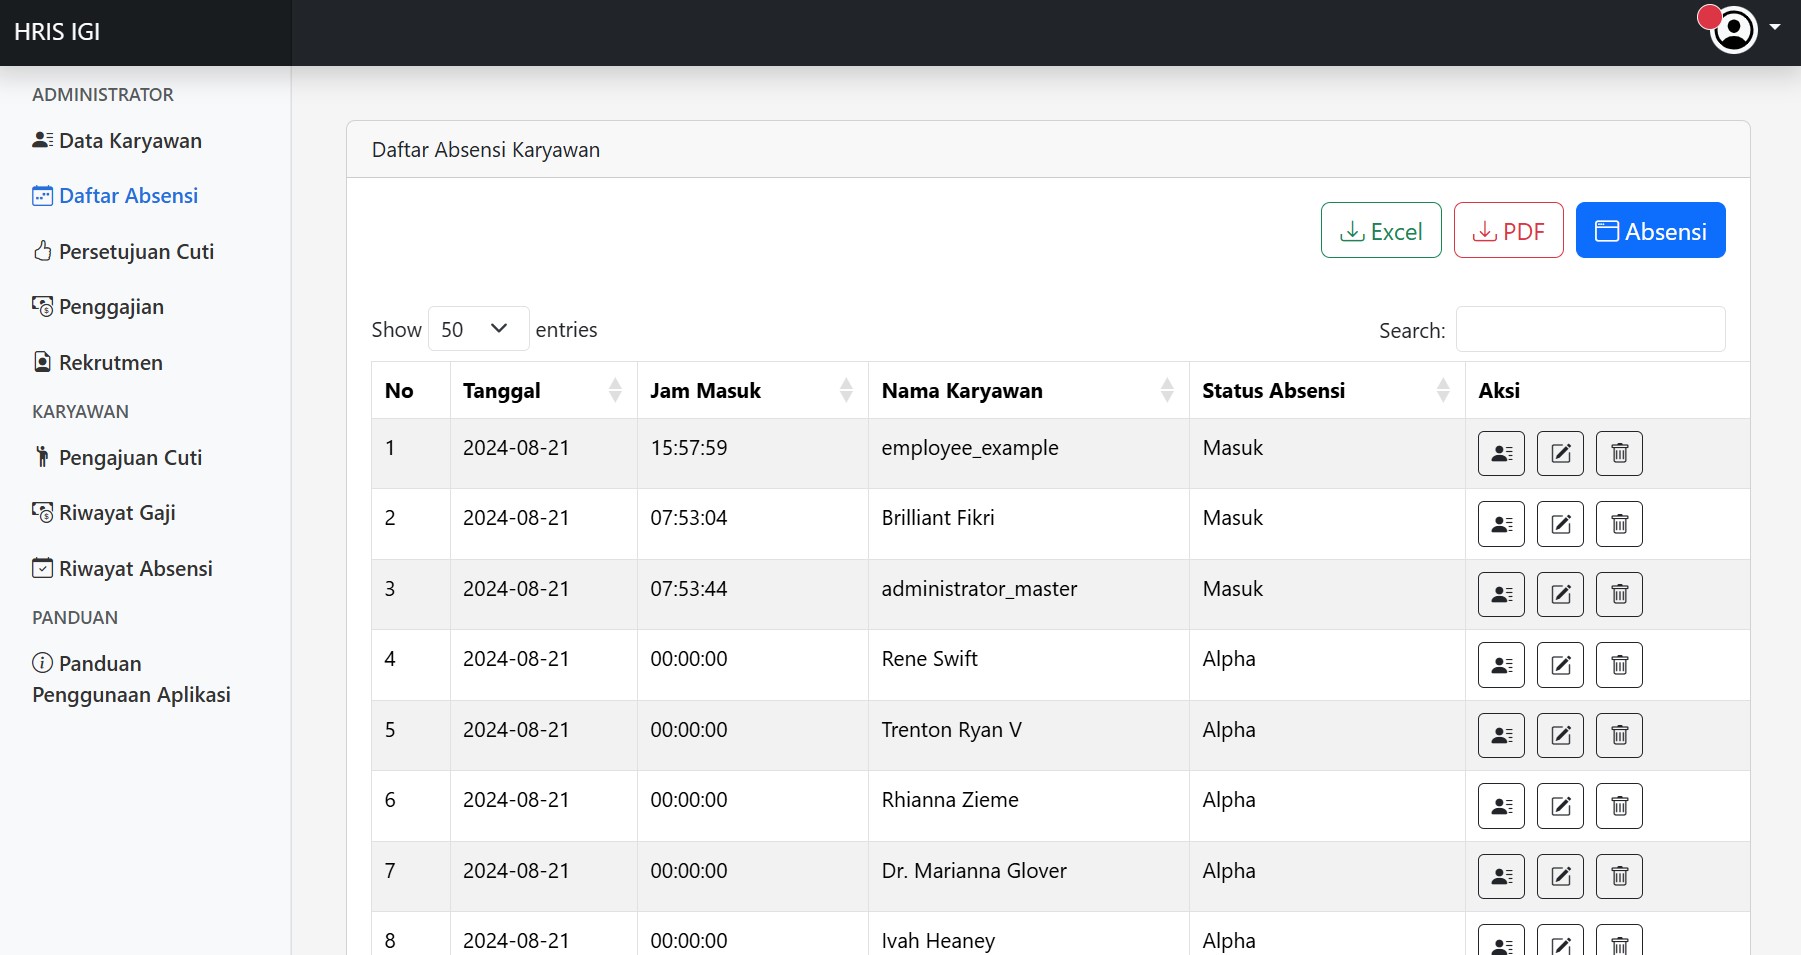 HRIS IGI
ADMINISTRATOR
Data Karyawan
Daftar Absensi
Persetujuan Cuti
Penggajian
Rekrutmen
KARYAWAN
Pengajuan Cuti
Riwayat Gaji
Riwayat Absensi
PANDUAN
Panduan
Penggunaan Aplikasi
Daftar Absensi Karyawan
Excel PDF Absensi
Show 50 entries Search:
No Tanggal Jam Masuk Nama Karyawan Status Absensi Aksi
1 2024-08-21 15:57:59 employee_example Masuk
2 2024-08-21 07:53:04 Brilliant Fikri Masuk
3 2024-08-21 07:53:44 administrator_master Masuk
4 2024-08-21 00:00:00 Rene Swift Alpha
5 2024-08-21 00:00:00 Trenton Ryan V Alpha
6 2024-08-21 00:00:00 Rhianna Zieme Alpha
7 2024-08-21 00:00:00 Dr. Marianna Glover Alpha
8 2024-08-21 00:00:00 Ivah Heaney Alpha